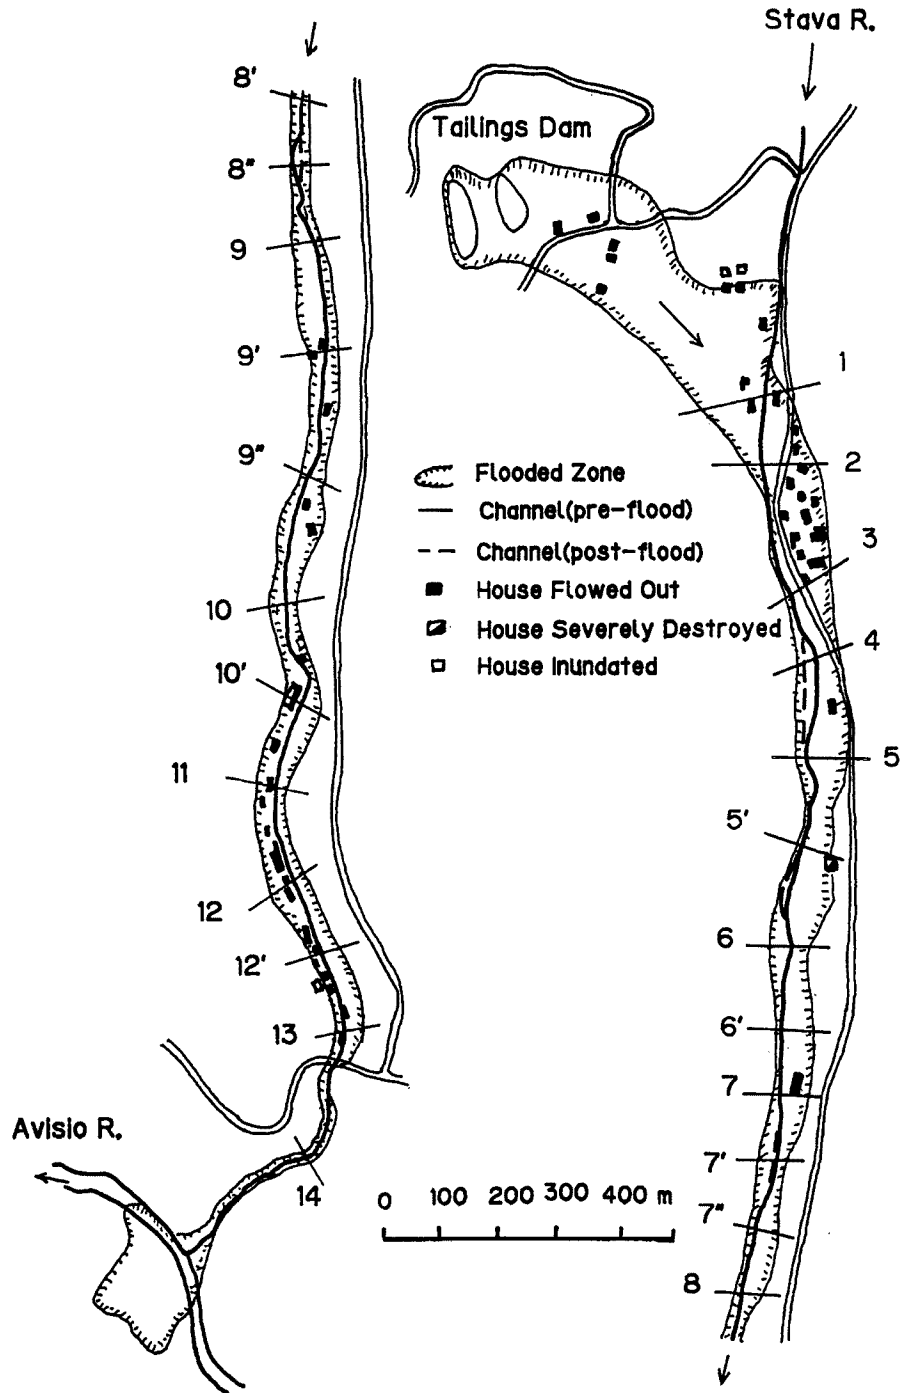 Stava R.
Tailings Dam
8'
8"
9
9'
9"
10
10'
11
12
12'
13
14
1
2
3
4
5
5'
6
6'
7
7'
7"
8
Flooded Zone
Channel(pre-flood)
Channel(post-flood)
House Flowed Out
House Severely Destroyed
House Inundated
Avisio R.
0 100 200 300 400 m